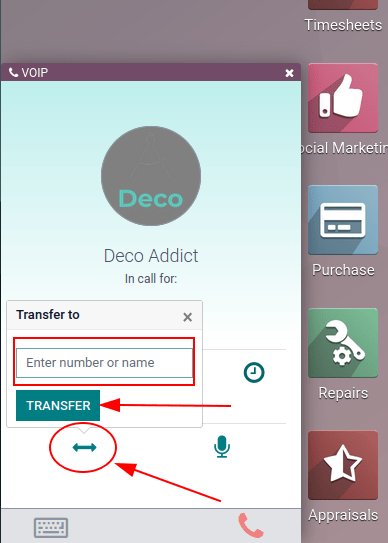 Timesheets
VOIP
ocial Marketin
Deco
Deco Addict
Purchase
In call for:
Transfer to
Enter number or name
Repairs
TRANSFER
Appraisals